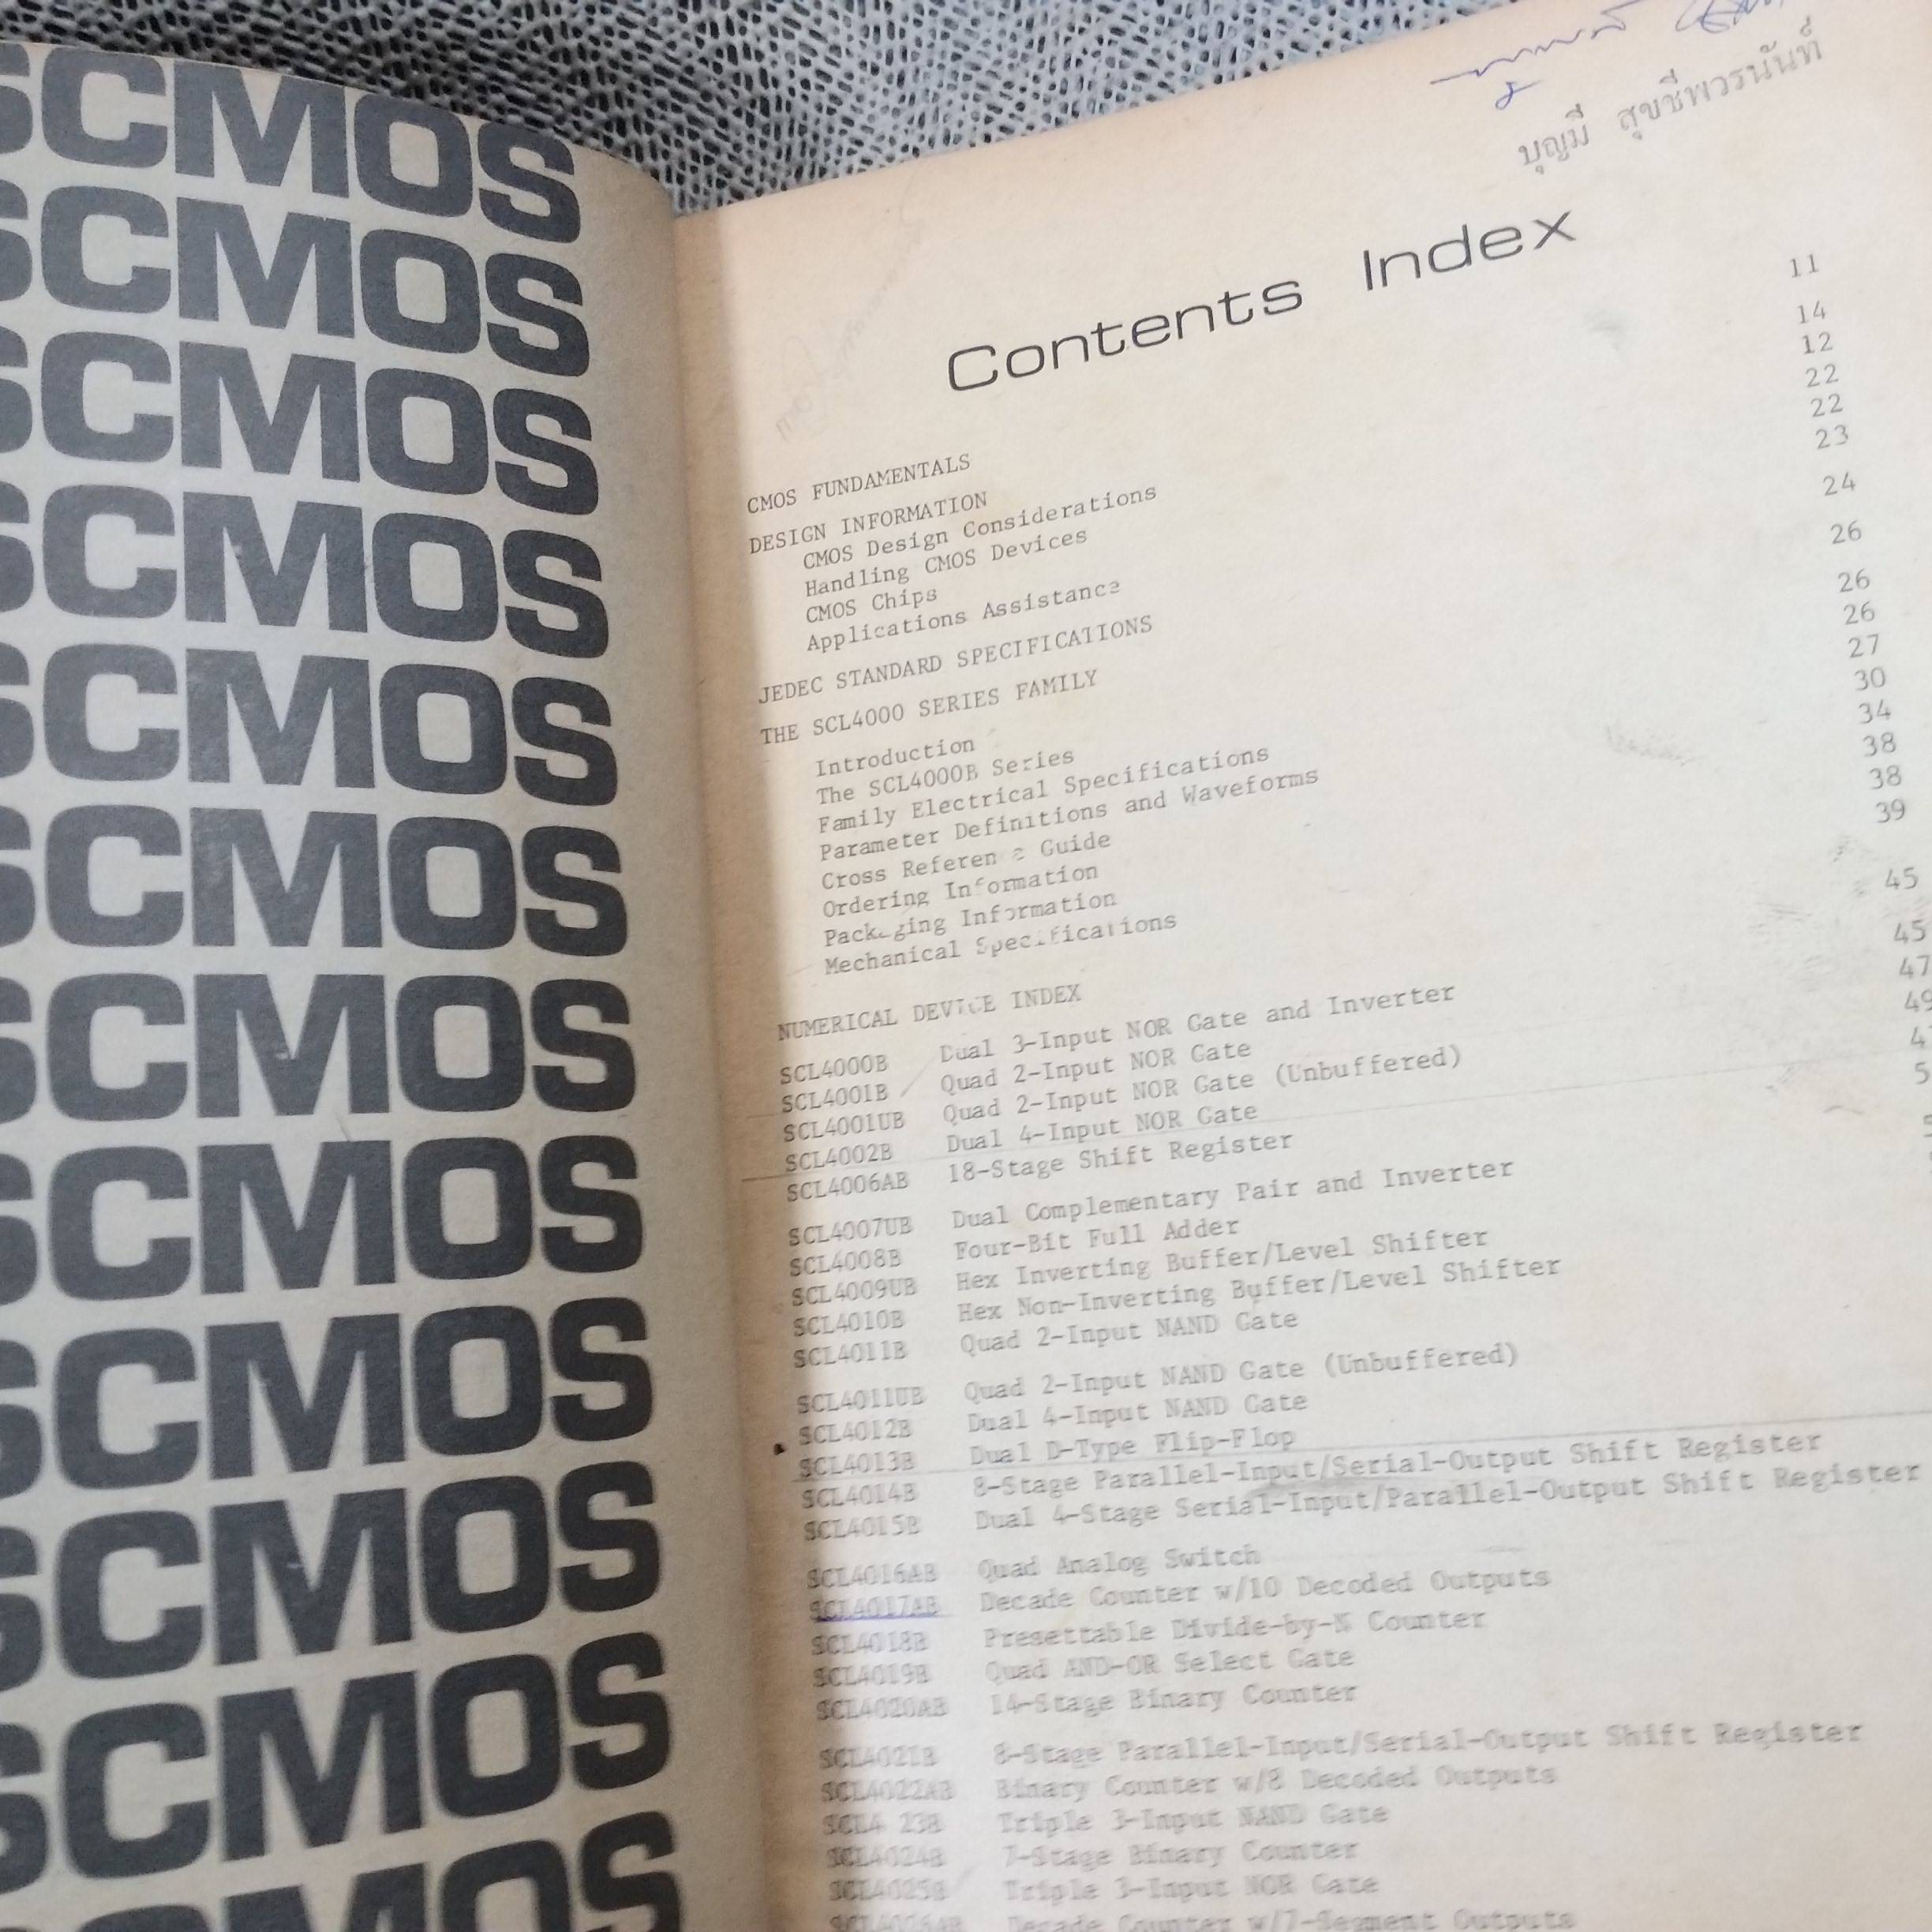 SCMOS
SCMOS
SCMOS
SCMOS
SCMOS
SCMOS
SCMOS
SCMOS
SCMOS
SCMOS
SCMOS
บุญมี สุขชีพวรนันท์
Contents Index
CMOS FUNDAMENTALS 11
DESIGN INFORMATION 14
CMOS Design Considerations 12
Handling CMOS Devices 22
CMOS Chips 22
Applications Assistance 23
JEDEC STANDARD SPECIFICATIONS 24
THE SCL4000 SERIES FAMILY 26
Introduction 26
The SCL4000B Series 26
Family Electrical Specifications 27
Parameter Definitions and Waveforms 30
Cross Reference Guide 34
Ordering Information 38
Packaging Information 38
Mechanical Specifications 39
NUMERICAL DEVICE INDEX 45
SCL4000B Dual 3-Input NOR Gate and Inverter 45
SCL4001B Quad 2-Input NOR Gate 47
SCL4001UB Quad 2-Input NOR Gate (Unbuffered) 49
SCL4002B Dual 4-Input NOR Gate 4
SCL4006AB 18-Stage Shift Register 5
SCL4007UB Dual Complementary Pair and Inverter
SCL4008B Four-Bit Full Adder
SCL4009UB Hex Inverting Buffer/Level Shifter
SCL4010B Hex Non-Inverting Buffer/Level Shifter
SCL4011B Quad 2-Input NAND Gate
SCL4011UB Quad 2-Input NAND Gate (Unbuffered)
SCL4012B Dual 4-Input NAND Gate
SCL4013B Dual D-Type Flip-Flop
SCL4014B 8-Stage Parallel-Input/Serial-Output Shift Register
SCL4015B Dual 4-Stage Serial-Input/Parallel-Output Shift Register
SCL4016AB Quad Analog Switch
SCL4017AB Decade Counter w/10 Decoded Outputs
SCL4018B Presettable Divide-by-N Counter
SCL4019B Quad AND-OR Select Gate
SCL4020AB 14-Stage Binary Counter
SCL4021B 8-Stage Parallel-Input/Serial-Output Shift Register
SCL4022AB Binary Counter w/8 Decoded Outputs
SCL4 23B Triple 3-Input NAND Gate
SCL4024B 7-Stage Binary Counter
SCL4025B Triple 3-Input NOR Gate
SCL4026AB Decade Counter w/7-Segment Outputs